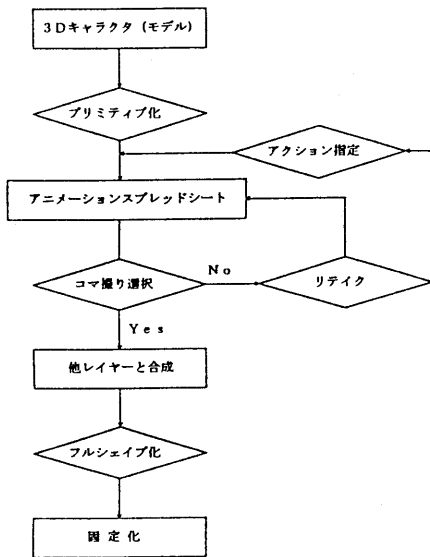 3Dキャラクタ (モデル)
プリミティブ化
アクション指定
アニメーションスプレッドシート
コマ撮り選択
No
リテイク
Yes
他レイヤーと合成
フルシェイプ化
固定化